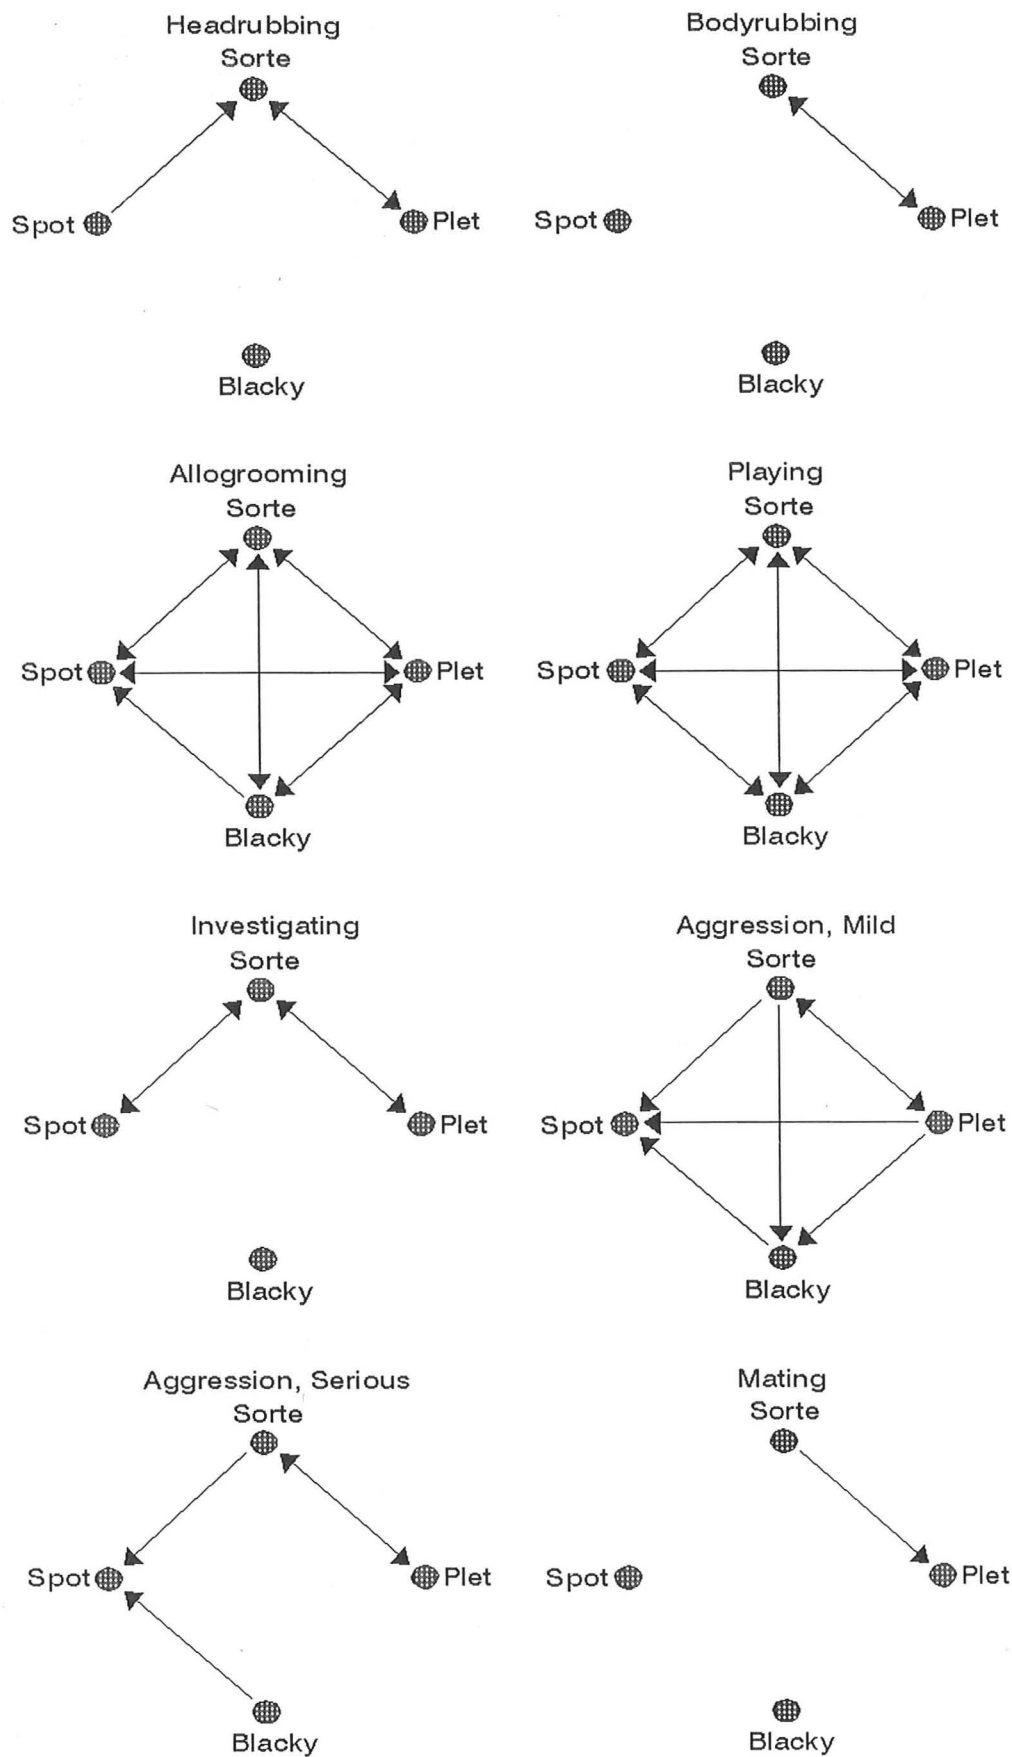 Headrubbing
Sorte
Spot
Plet
Blacky
Bodyrubbing
Sorte
Spot
Plet
Blacky
Allogrooming
Sorte
Spot
Plet
Blacky
Playing
Sorte
Spot
Plet
Blacky
Investigating
Sorte
Spot
Plet
Blacky
Aggression, Mild
Sorte
Spot
Plet
Blacky
Aggression, Serious
Sorte
Spot
Plet
Blacky
Mating
Sorte
Spot
Plet
Blacky